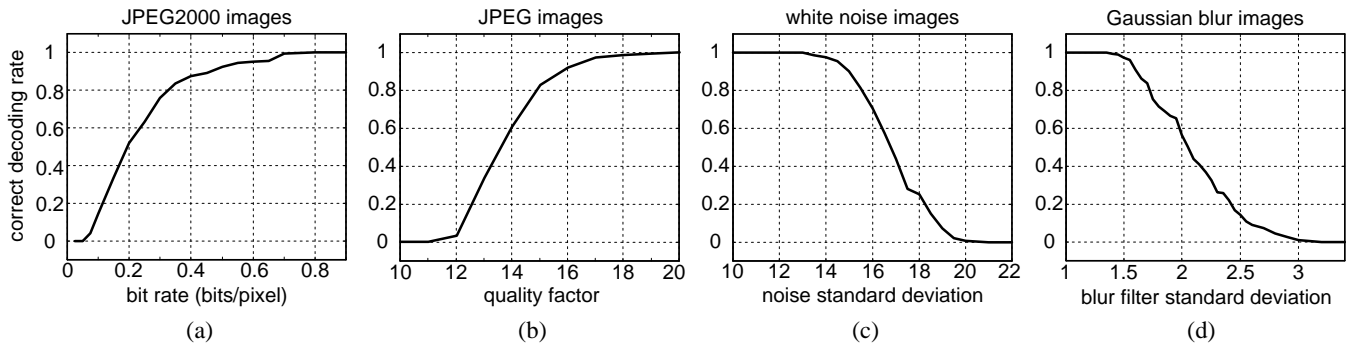 JPEG2000 images
JPEG images
white noise images
Gaussian blur images
correct decoding rate
1
0.8
0.6
0.4
0.2
0
0 0.2 0.4 0.6 0.8
bit rate (bits/pixel)
(a)
1
0.8
0.6
0.4
0.2
0
10 12 14 16 18 20
quality factor
(b)
1
0.8
0.6
0.4
0.2
0
10 12 14 16 18 20 22
noise standard deviation
(c)
1
0.8
0.6
0.4
0.2
0
1 1.5 2 2.5 3
blur filter standard deviation
(d)